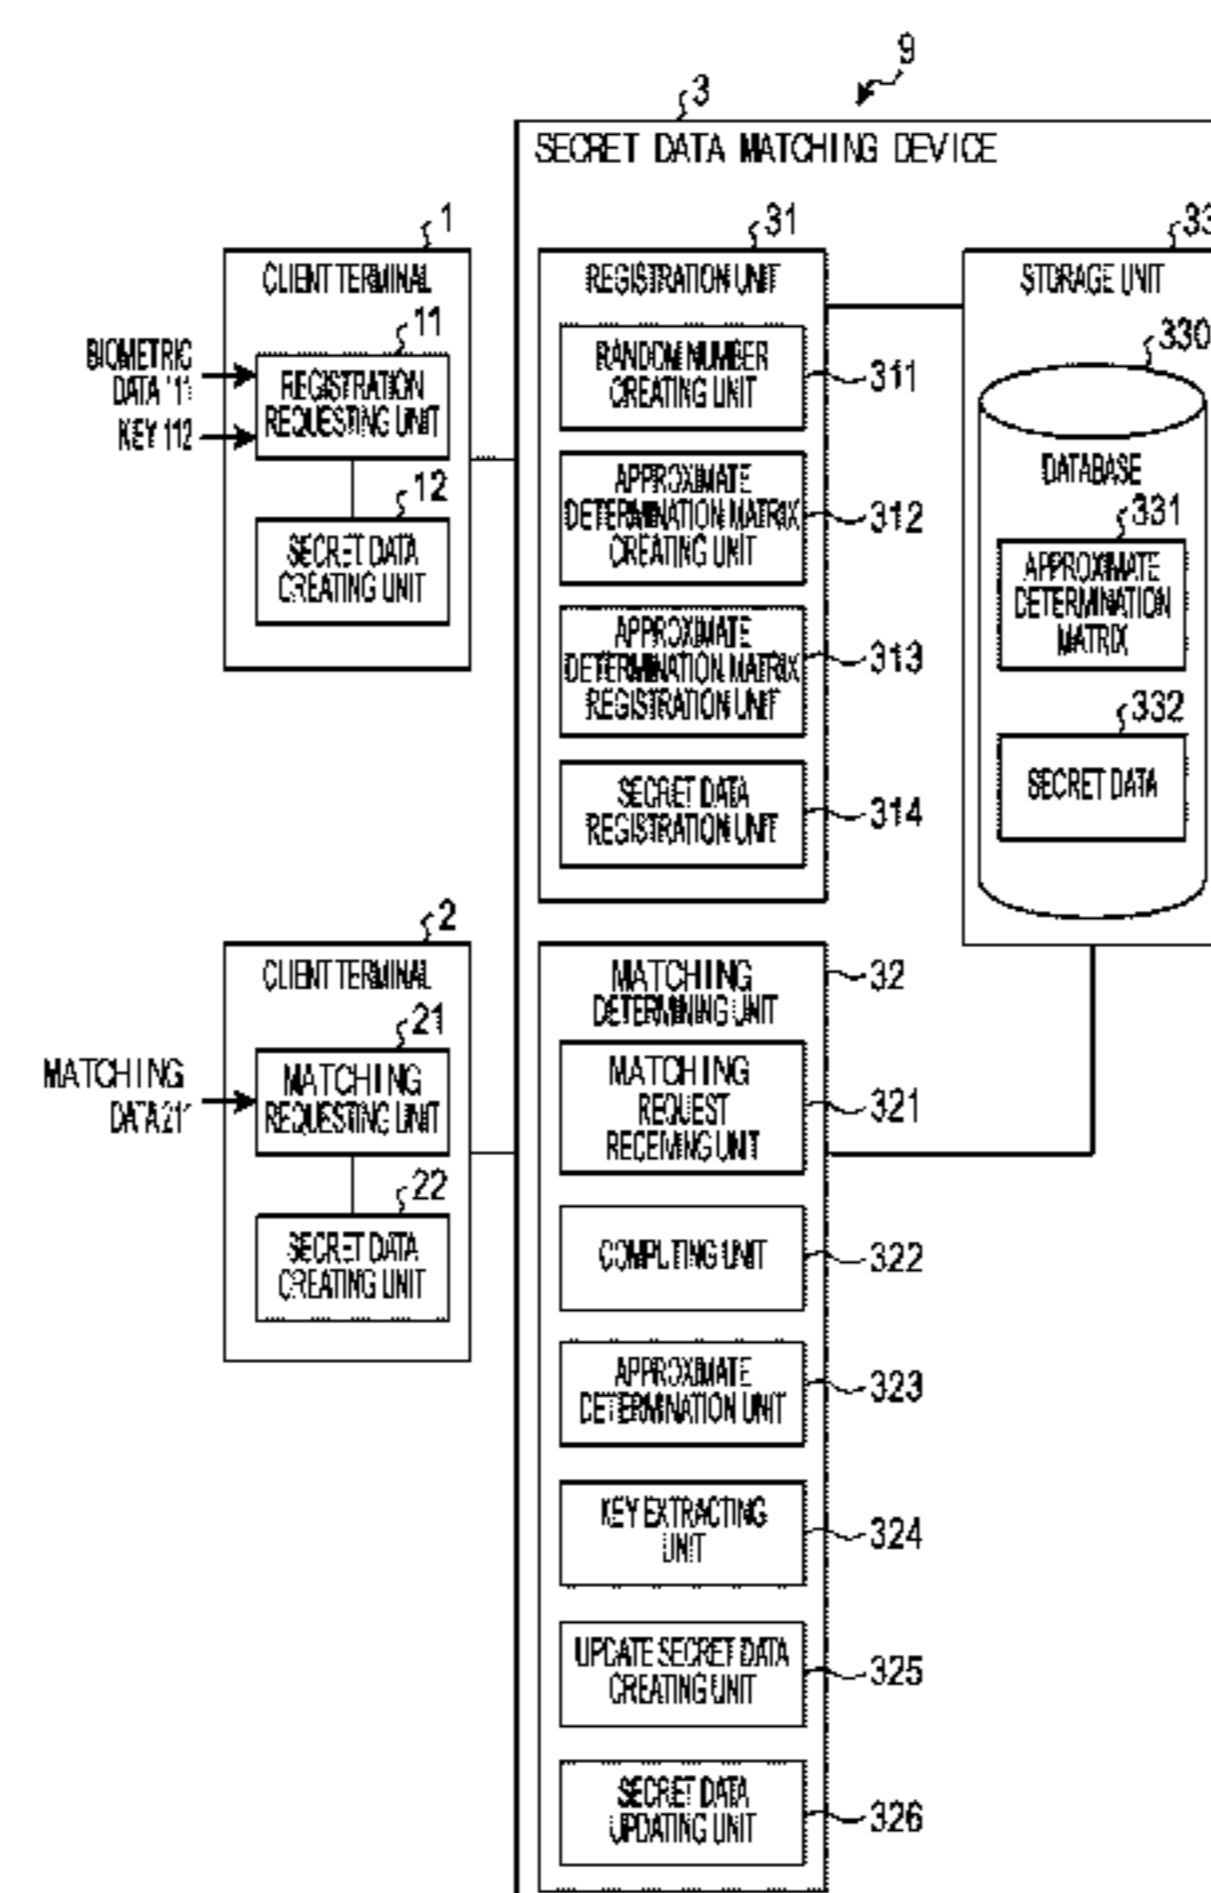 9
3
SECRET DATA MATCHING DEVICE
1
CLIENT TERMINAL
11
BIOMETRIC
DATA 111
KEY 112
REGISTRATION
REQUESTING UNIT
12
SECRET DATA
CREATING UNIT
31
REGISTRATION UNIT
RANDOM NUMBER
CREATING UNIT
311
APPROXIMATE
DETERMINATION MATRIX
CREATING UNIT
312
APPROXIMATE
DETERMINATION MATRIX
REGISTRATION UNIT
313
SECRET DATA
REGISTRATION UNIT
314
33
STORAGE UNIT
330
DATABASE
331
APPROXIMATE
DETERMINATION
MATRIX
332
SECRET DATA
2
CLIENT TERMINAL
21
MATCHING
DATA 211
MATCHING
REQUESTING UNIT
22
SECRET DATA
CREATING UNIT
MATCHING
DETERMINING UNIT
32
MATCHING
REQUEST
RECEIVING UNIT
321
COMPUTING UNIT
322
APPROXIMATE
DETERMINATION UNIT
323
KEY EXTRACTING
UNIT
324
UPDATE SECRET DATA
CREATING UNIT
325
SECRET DATA
UPDATING UNIT
326